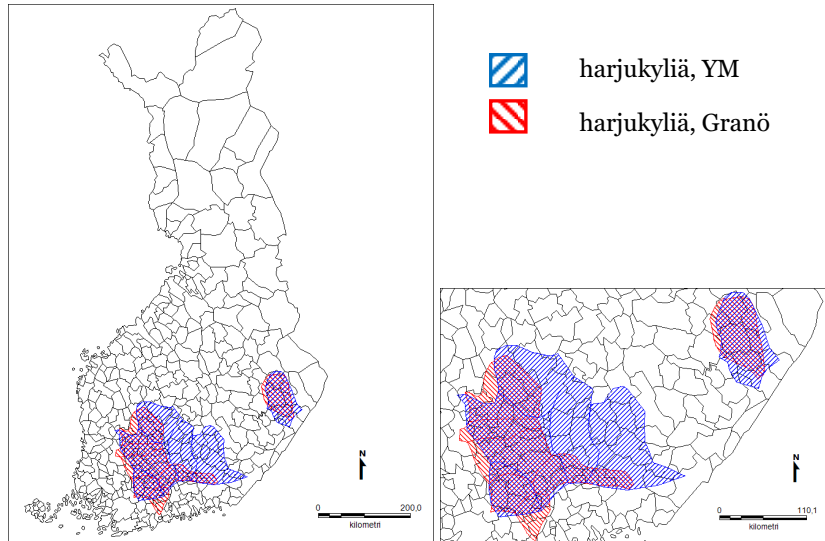 harjukyliä, YM
harjukyliä, Granö
N
0
200,0
kilometri
N
0
110,1
kilometri